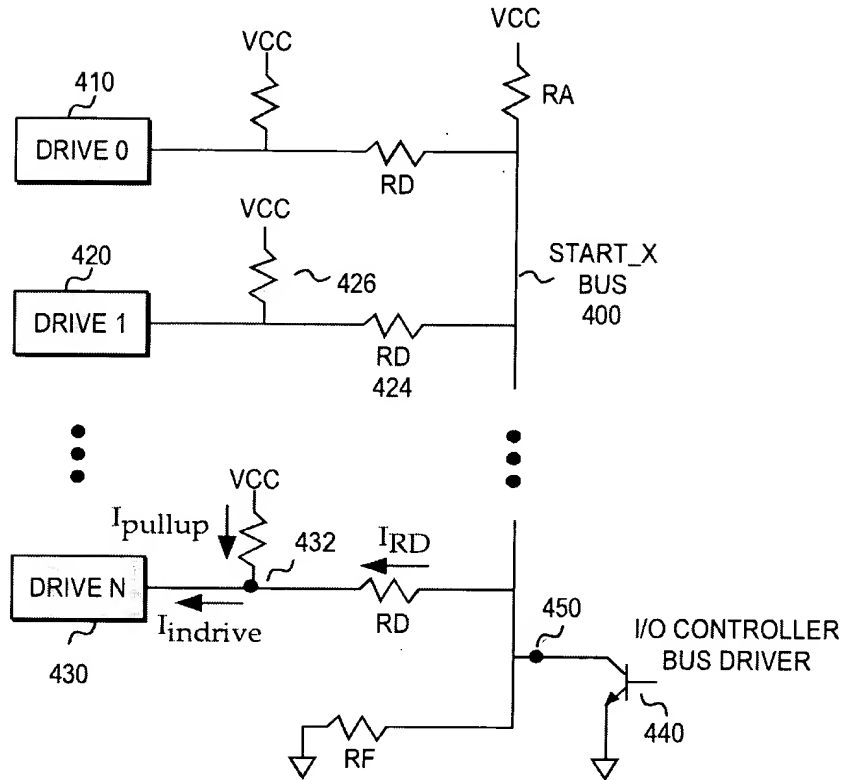 VCC
VCC
RA
410
DRIVE 0
RD
VCC
420
426
START_X
BUS
400
DRIVE 1
RD
424
VCC
Ipullup
432
IRD
DRIVE N
Iindrive
RD
430
450
I/O CONTROLLER
BUS DRIVER
440
RF